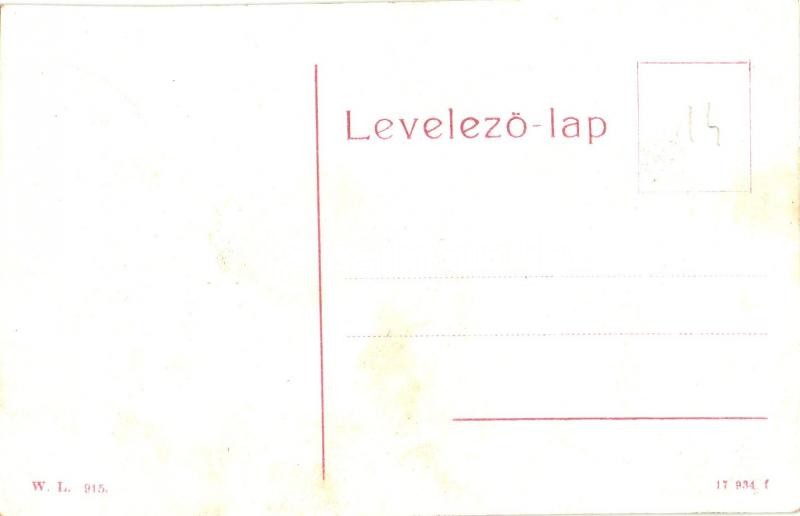 Levelező-lap
14
W. L. 915.
17 934 f